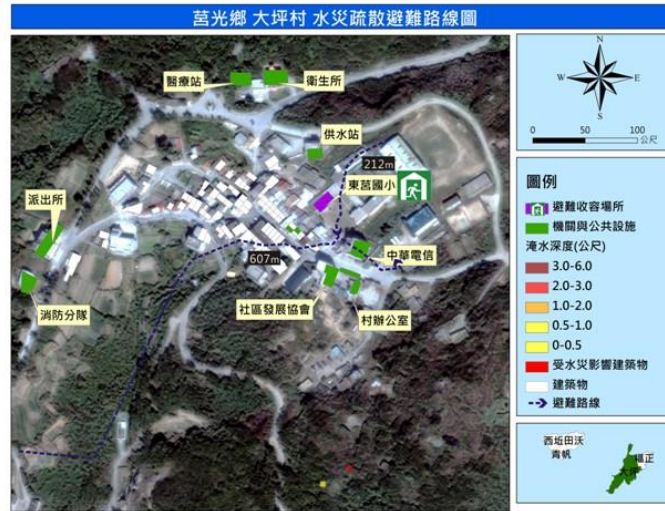 莒光鄉 大坪村 水災疏散避難路線圖
醫療站
衛生所
供水站
212m
東莒國小
派出所
中華電信
607m
消防分隊
社區發展協會
村辦公室
N
W
E
S
0
50
100
公尺
圖例
避難收容場所
機關與公共設施
淹水深度(公尺)
3.0-6.0
2.0-3.0
1.0-2.0
0.5-1.0
0-0.5
受水災影響建築物
建築物
避難路線
西坵田沃
青帆
福正
大坪